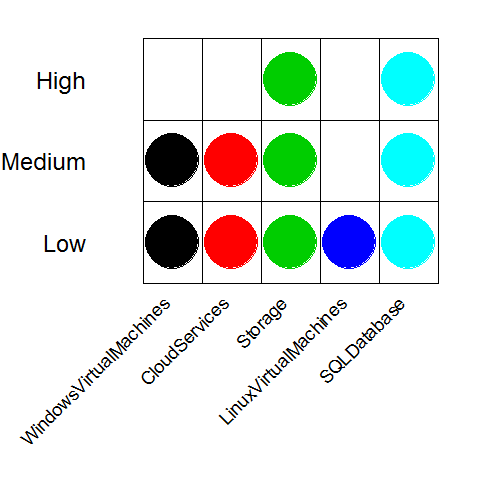 High
Medium
Low
WindowsVirtualMachines
CloudServices
Storage
LinuxVirtualMachines
SQLDatabase